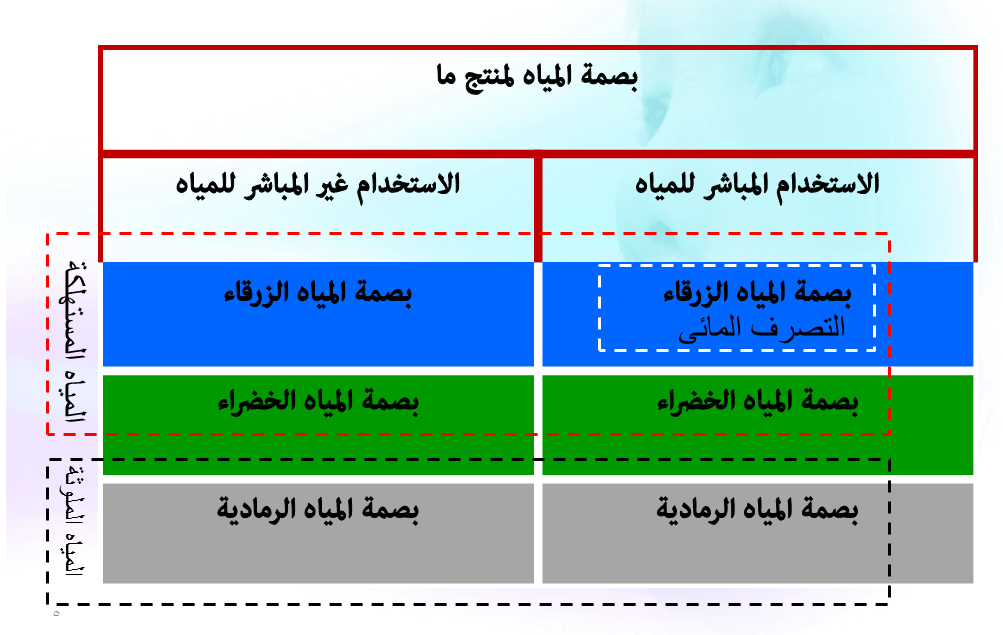 بصمة المياه لمنتج ما
الاستخدام المباشر للمياه
الاستخدام غير المباشر للمياه
بصمة المياه الزرقاء
التصرف المائى
بصمة المياه الزرقاء
بصمة المياه الخضراء
بصمة المياه الخضراء
المياه المستهلكة
بصمة المياه الرمادية
بصمة المياه الرمادية
المياه الملوثة